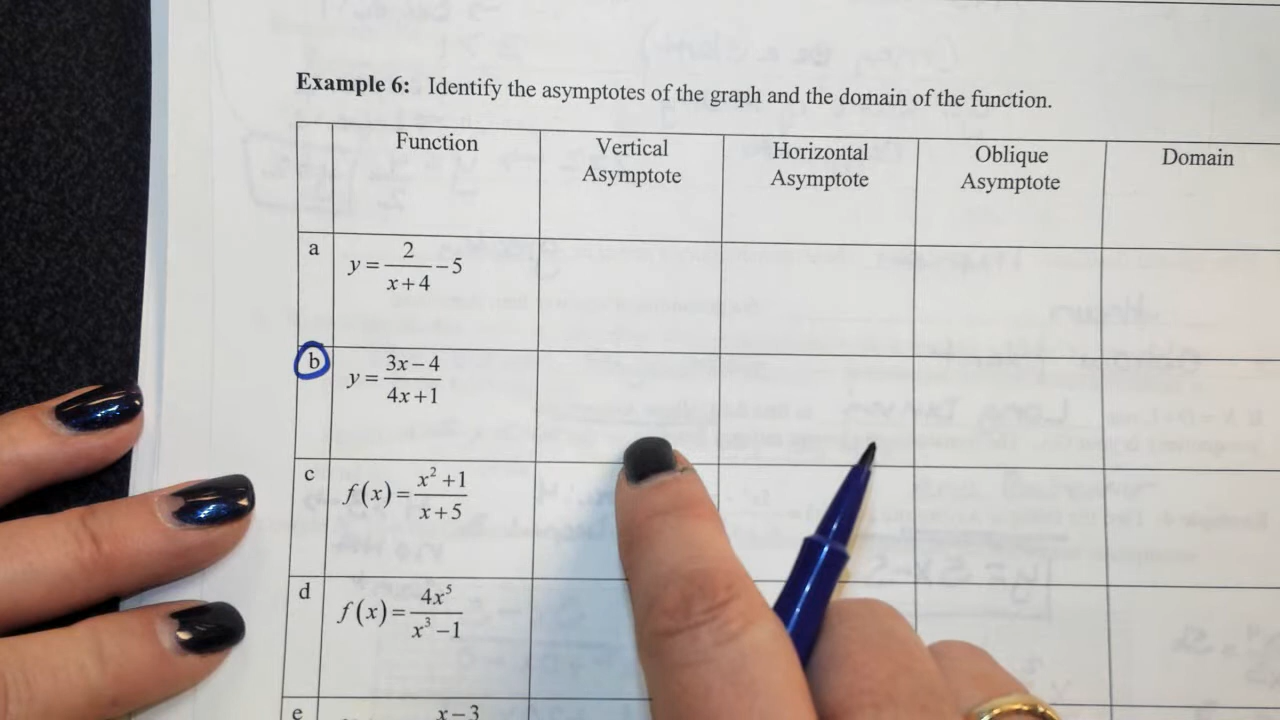 Example 6: Identify the asymptotes of the graph and the domain of the function.
Function Vertical Asymptote Horizontal Asymptote Oblique Asymptote Domain
a y = 2/(x+4) − 5
b y = (3x − 4)/(4x + 1)
c f(x) = (x² + 1)/(x + 5)
d f(x) = 4x⁵/(x³ − 1)
e x − 3